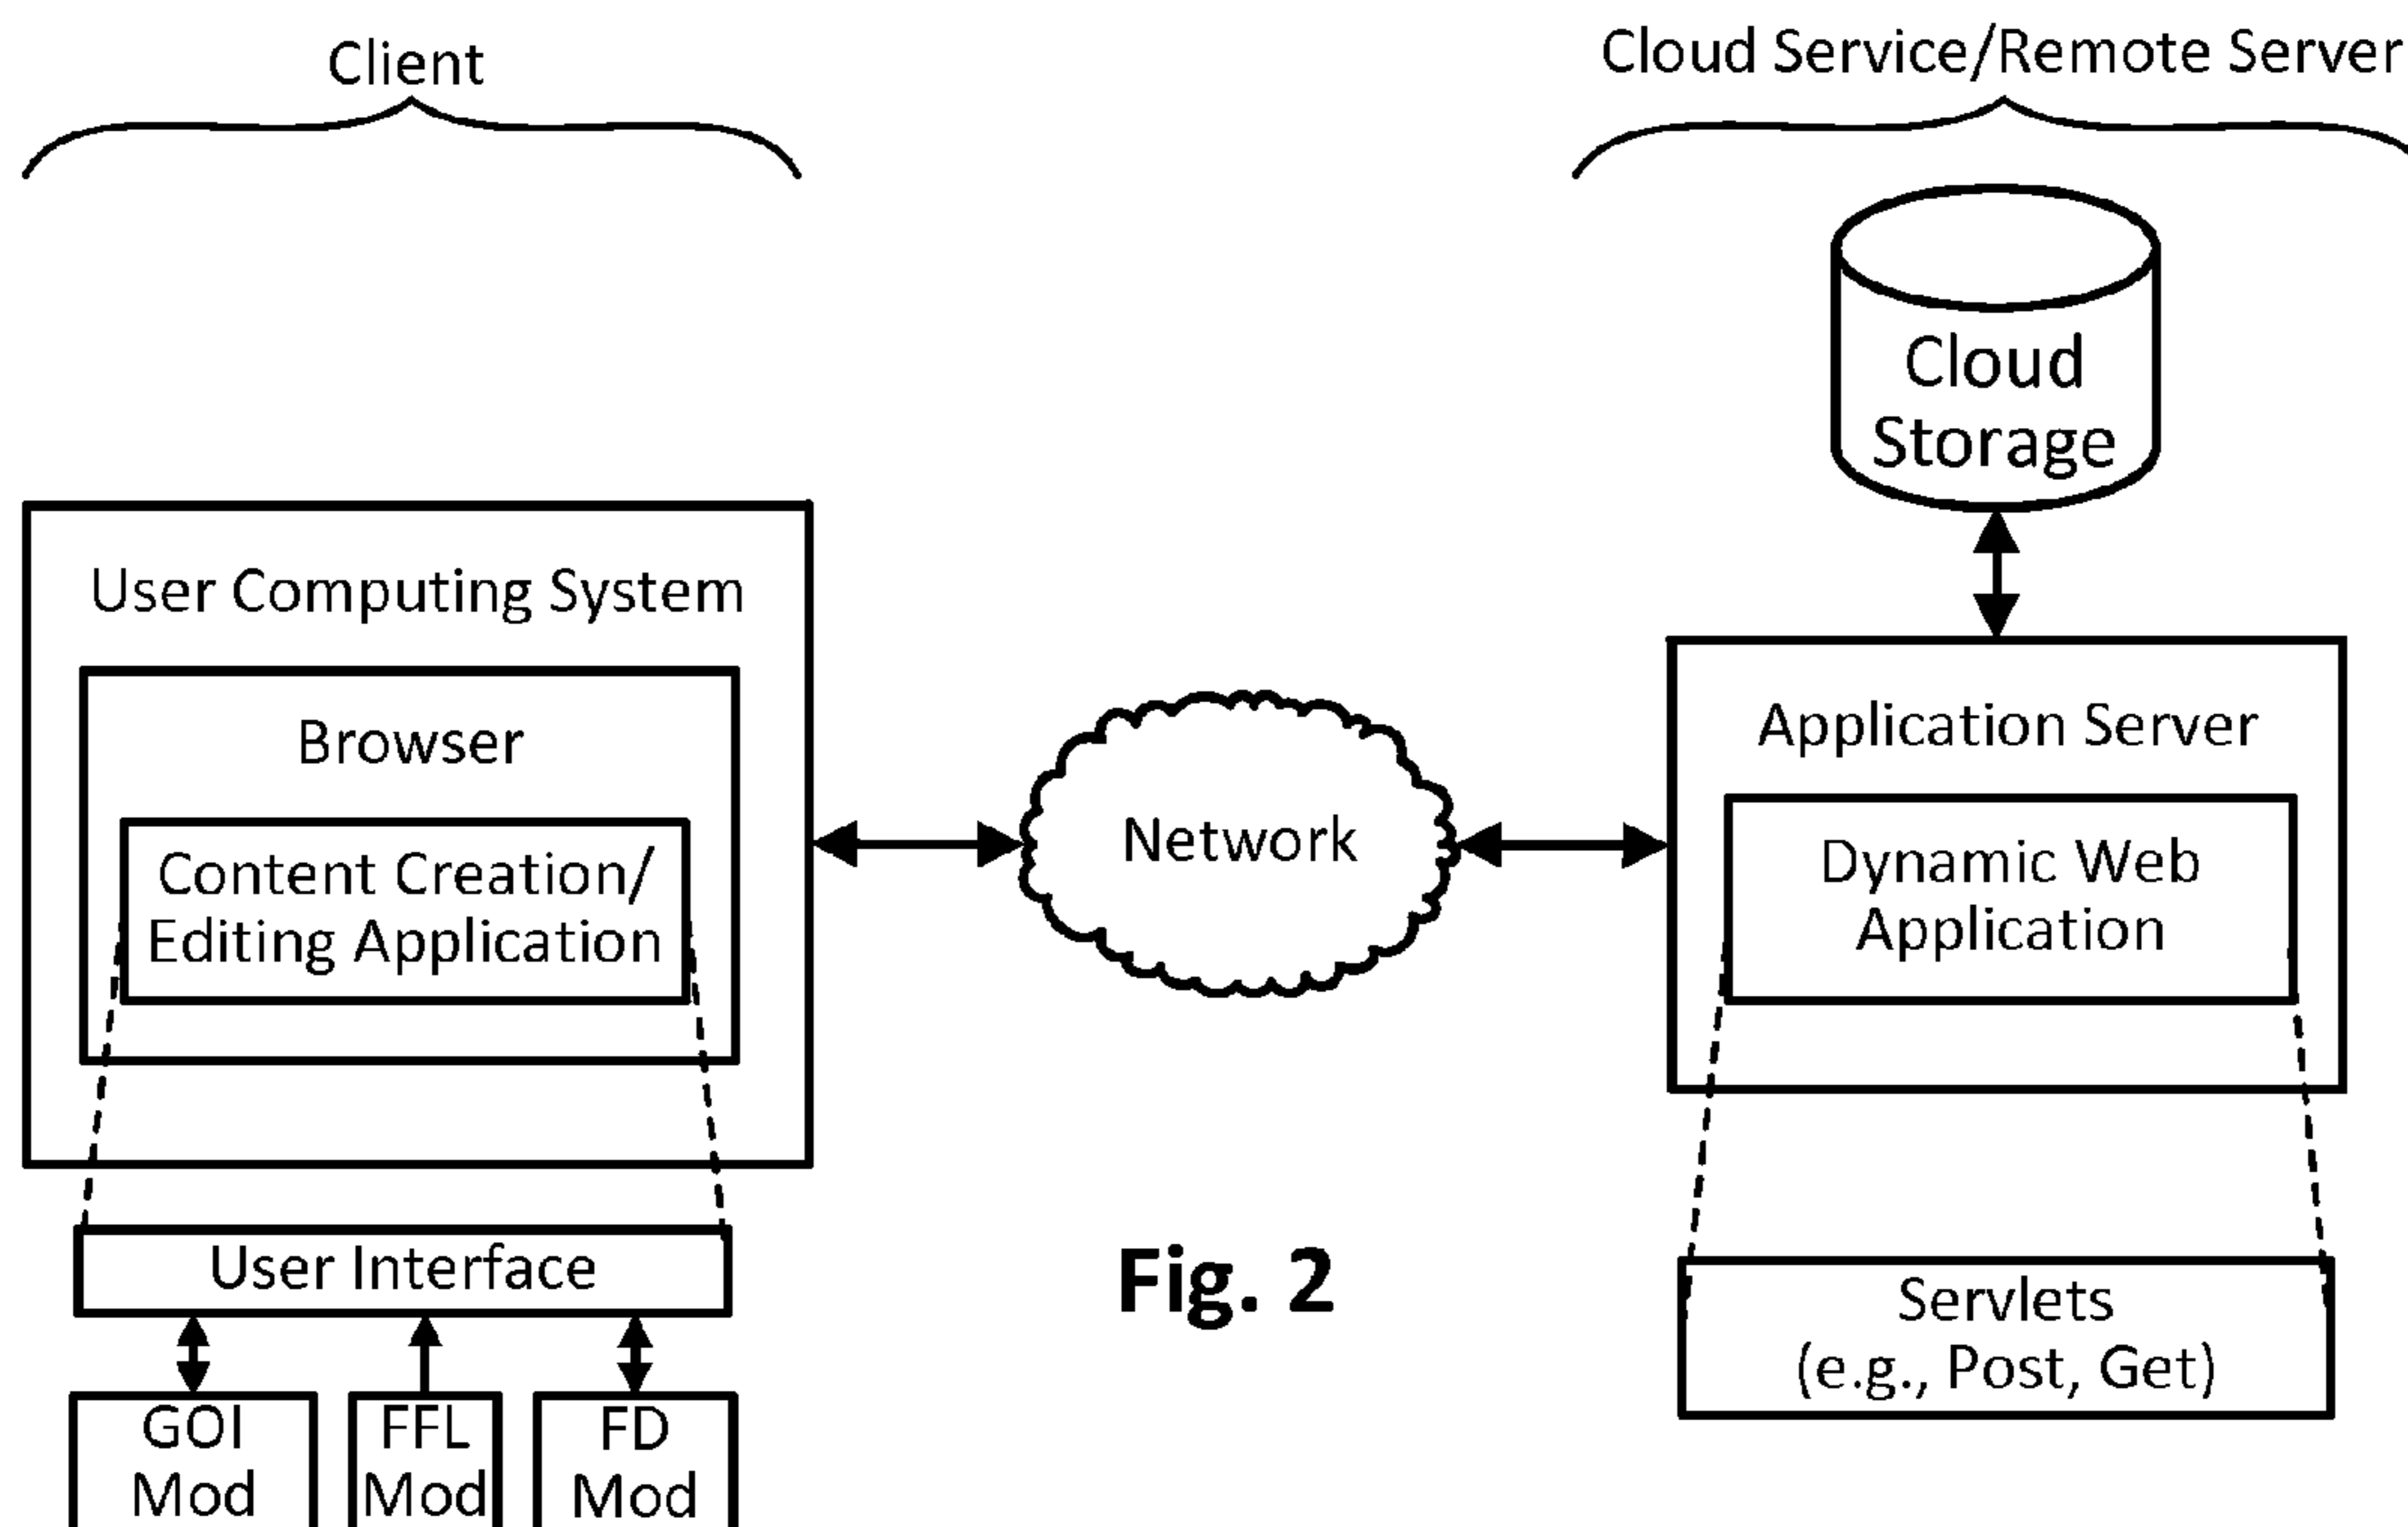 Client
Cloud Service/Remote Server
Cloud
Storage
User Computing System
Browser
Content Creation/
Editing Application
Network
Application Server
Dynamic Web
Application
User Interface
GOI
Mod
FFL
Mod
FD
Mod
Fig. 2
Servlets
(e.g., Post, Get)